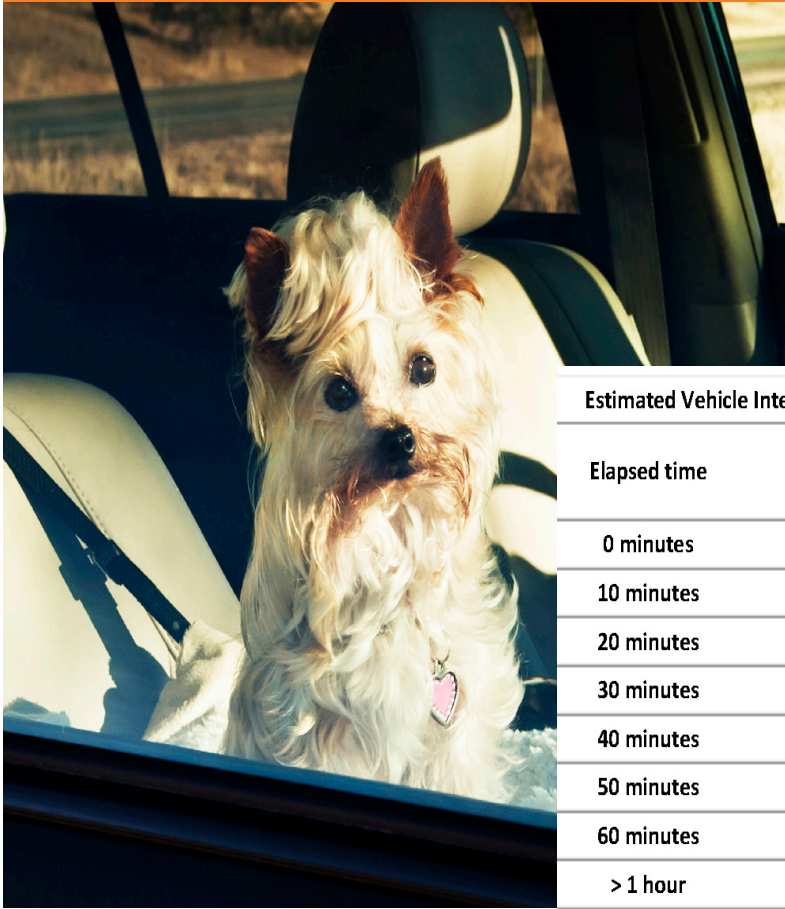 Estimated Vehicle Inte
Elapsed time
0 minutes
10 minutes
20 minutes
30 minutes
40 minutes
50 minutes
60 minutes
> 1 hour